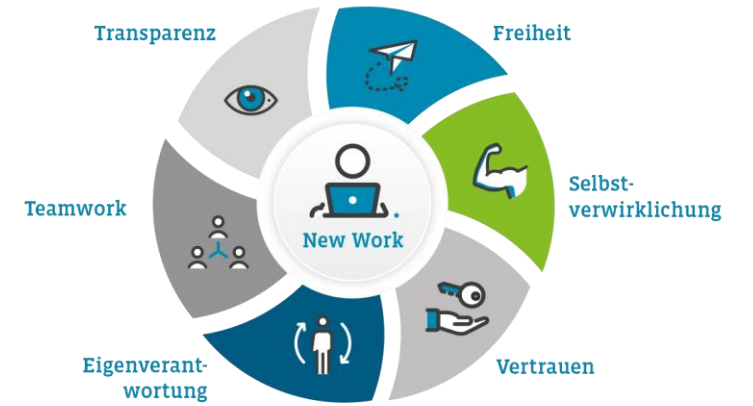 Transparenz
Freiheit
Selbst-
verwirklichung
Vertrauen
Eigenverant-
wortung
Teamwork
New Work